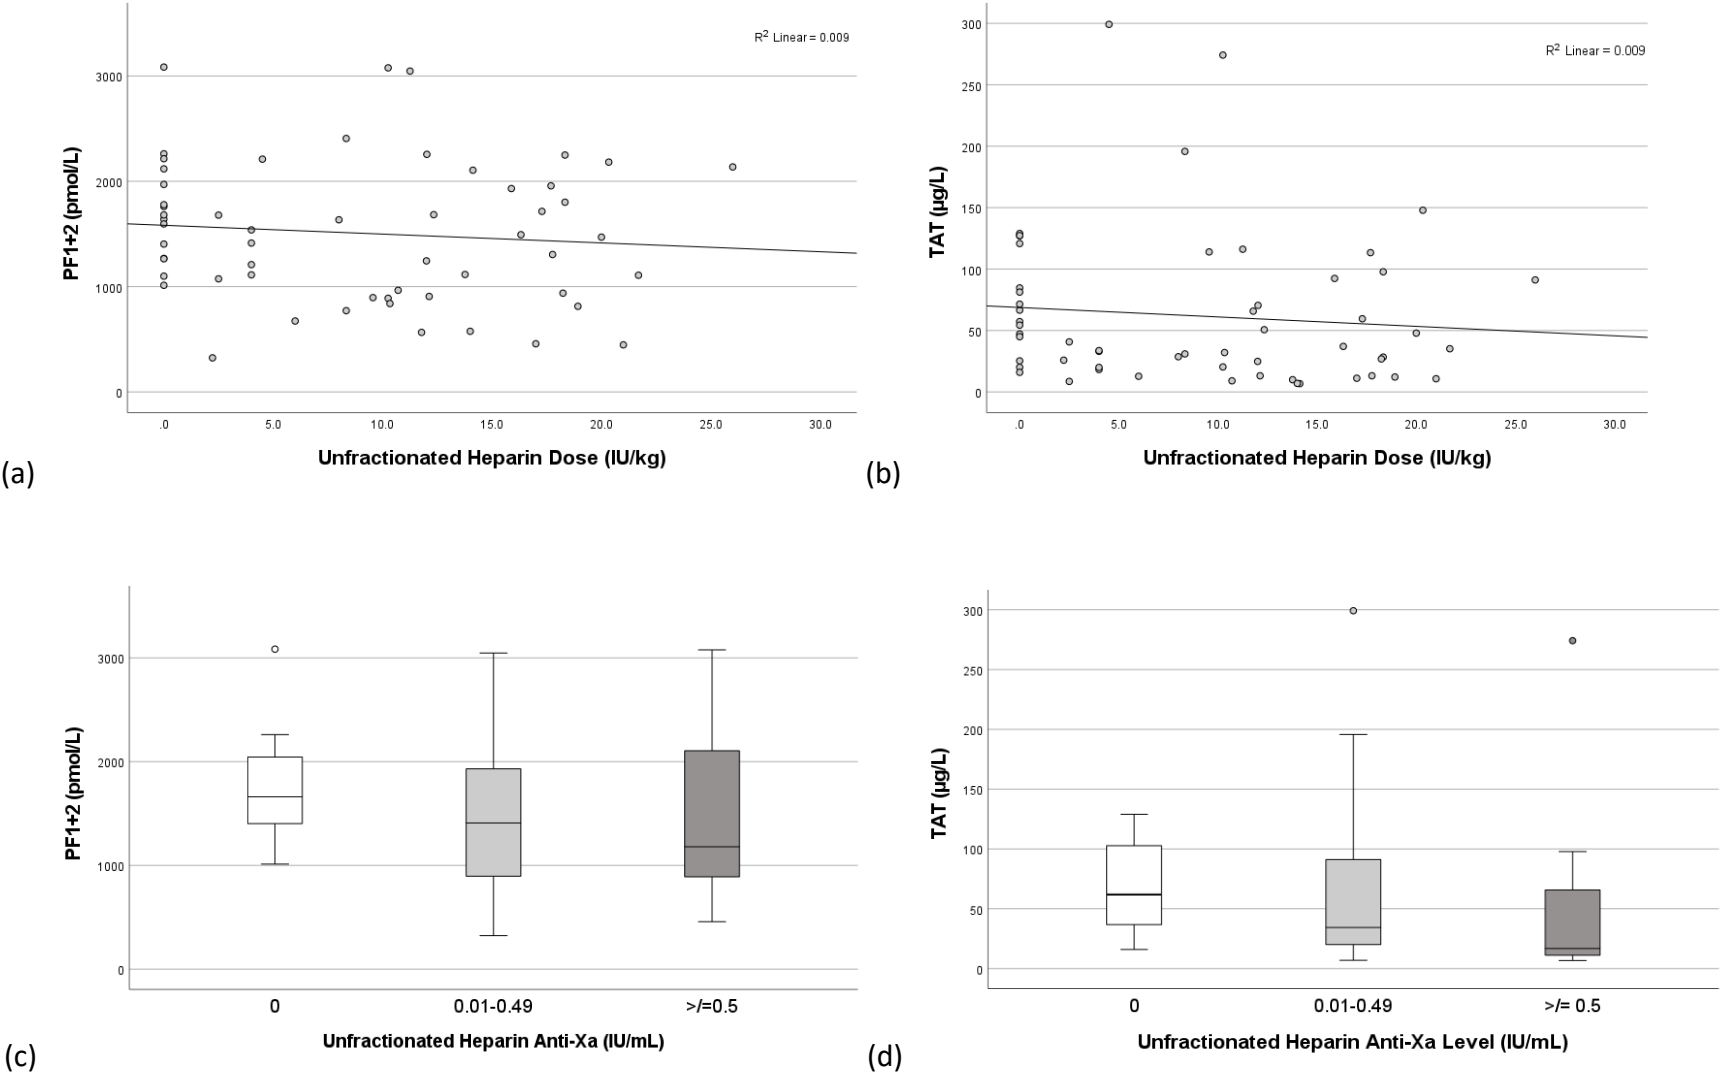 R² Linear = 0.009
3000
2000
1000
0
PF1+2 (pmol/L)
.0 5.0 10.0 15.0 20.0 25.0 30.0
Unfractionated Heparin Dose (IU/kg)
(a)
R² Linear = 0.009
300
250
200
150
100
50
0
TAT (µg/L)
.0 5.0 10.0 15.0 20.0 25.0 30.0
Unfractionated Heparin Dose (IU/kg)
(b)
3000
2000
1000
0
PF1+2 (pmol/L)
0 0.01-0.49 >/=0.5
Unfractionated Heparin Anti-Xa (IU/mL)
(c)
300
250
200
150
100
50
0
TAT (µg/L)
0 0.01-0.49 >/= 0.5
Unfractionated Heparin Anti-Xa Level (IU/mL)
(d)